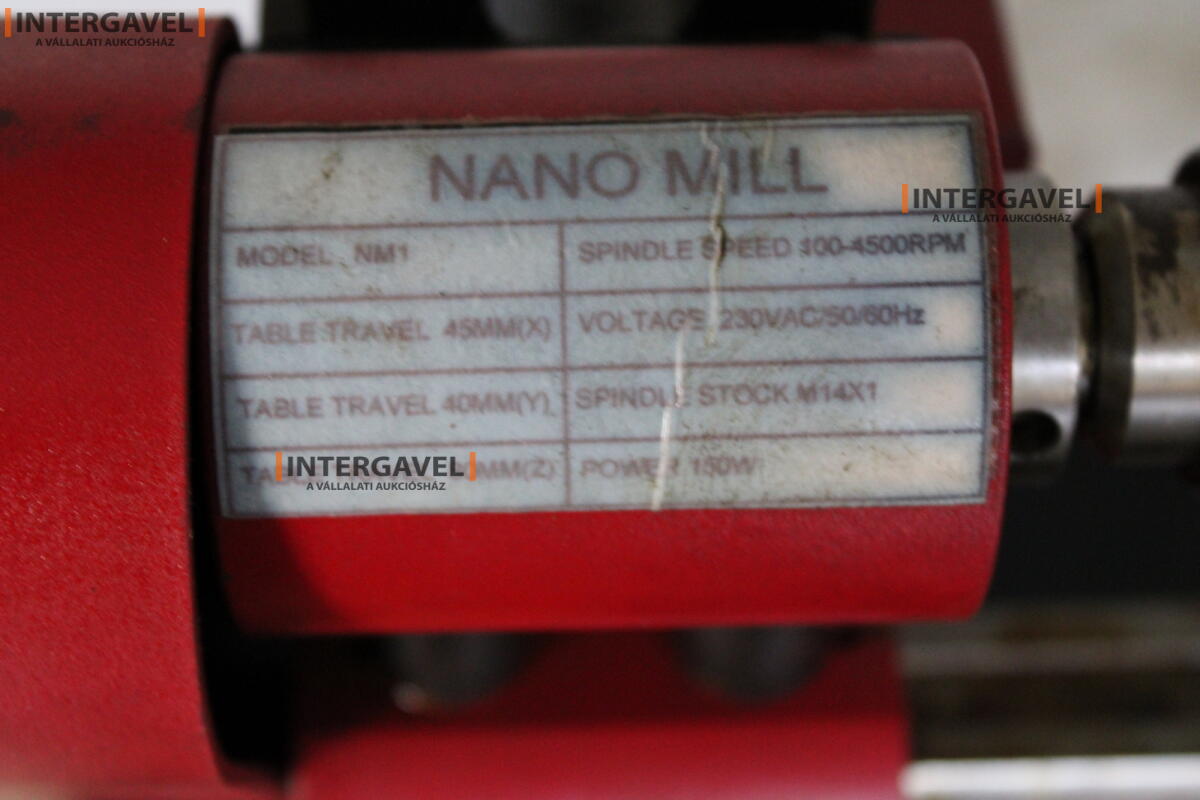 INTERGAVEL
A VÁLLALATI AUKCIÓSHÁZ
NANO MILL
INTERGAVEL
A VÁLLALATI AUKCIÓSHÁZ
MODEL NM1
SPINDLE SPEED 100-4500RPM
TABLE TRAVEL 45MM(X)
VOLTAGE 230VAC/50/60Hz
TABLE TRAVEL 40MM(Y)
SPINDLE STOCK M14X1
MM(Z)
POWER 150W
INTERGAVEL
A VÁLLALATI AUKCIÓSHÁZ